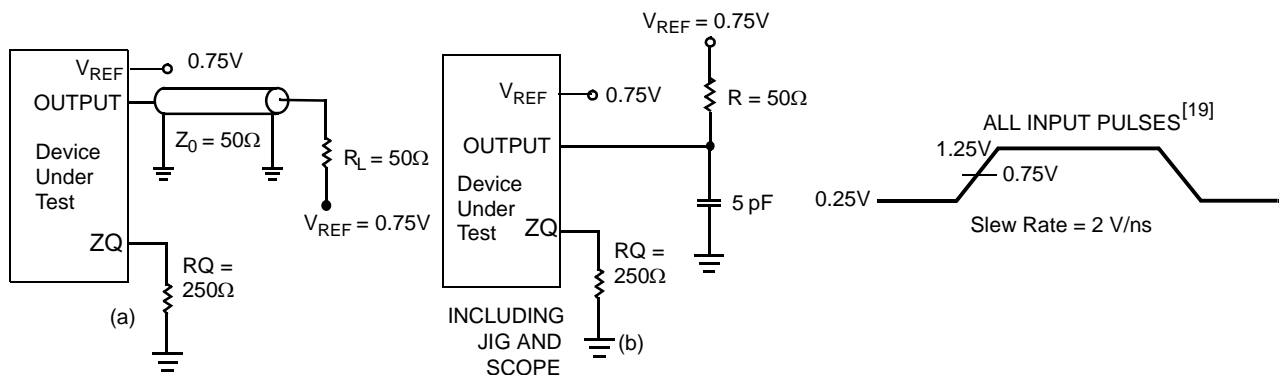 V_REF
0.75V
OUTPUT
Z_0 = 50Ω
Device
Under
Test
R_L = 50Ω
V_REF = 0.75V
ZQ
RQ =
250Ω
(a)
V_REF = 0.75V
V_REF
0.75V
R = 50Ω
OUTPUT
Device
Under
Test
5 pF
ZQ
RQ =
250Ω
INCLUDING
JIG AND
SCOPE
(b)
ALL INPUT PULSES[19]
1.25V
0.75V
0.25V
Slew Rate = 2 V/ns